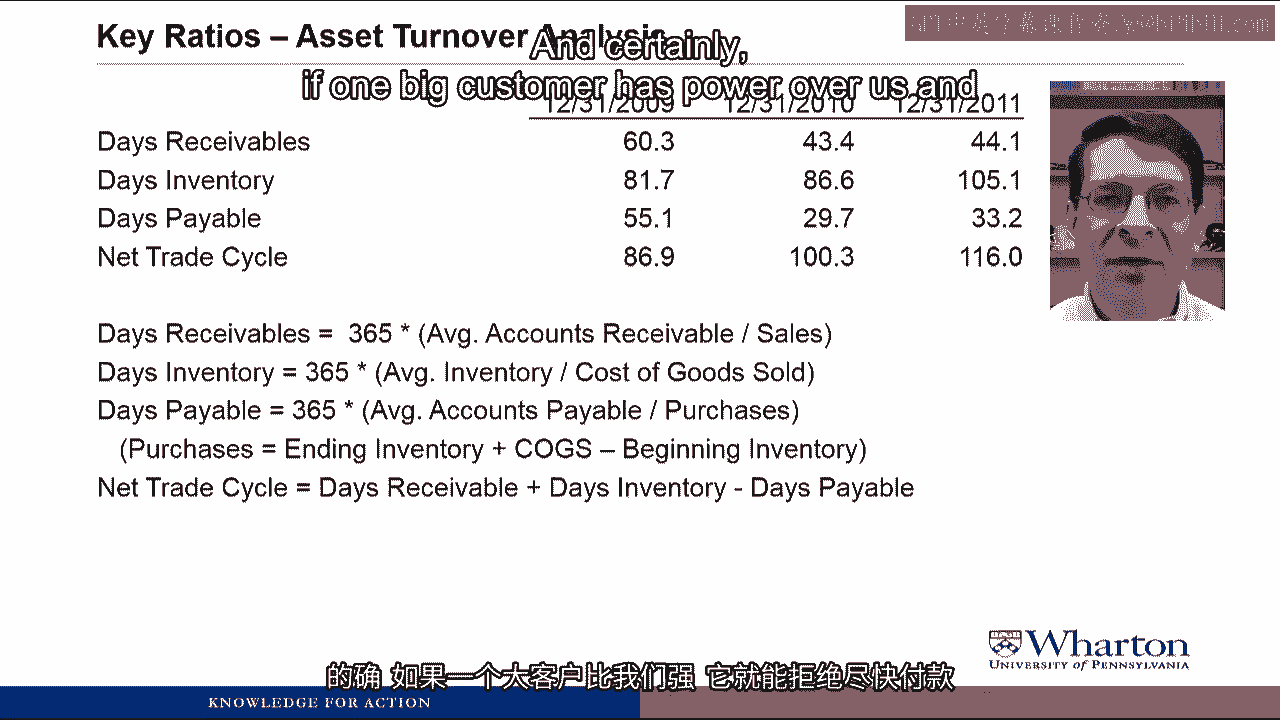 Key Ratios – Asset Turnover Analysis
And certainly,
if one big customer has power over us and
12/31/2009 12/31/2010 12/31/2011
Days Receivables 60.3 43.4 44.1
Days Inventory 81.7 86.6 105.1
Days Payable 55.1 29.7 33.2
Net Trade Cycle 86.9 100.3 116.0
Days Receivables = 365 * (Avg. Accounts Receivable / Sales)
Days Inventory = 365 * (Avg. Inventory / Cost of Goods Sold)
Days Payable = 365 * (Avg. Accounts Payable / Purchases)
(Purchases = Ending Inventory + COGS – Beginning Inventory)
Net Trade Cycle = Days Receivable + Days Inventory - Days Payable
Wharton
UNIVERSITY of PENNSYLVANIA
的确 如果一个大客户比我们强 它就能拒绝尽快付款
KNOWLEDGE FOR ACTION